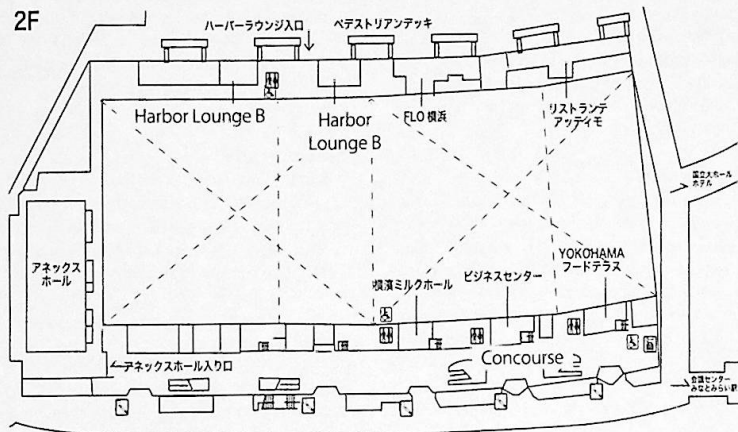 2F
ハーバーラウンジ入口
ペデストリアンデッキ
Harbor Lounge B
Harbor
Lounge B
FLO 横浜
リストランテ
アッティモ
国立大ホール
ホテル
アネックス
ホール
横濱ミルクホール
ビジネスセンター
YOKOHAMA
フードテラス
Concourse
アネックスホール入り口
会議センター
みなとみらい駅